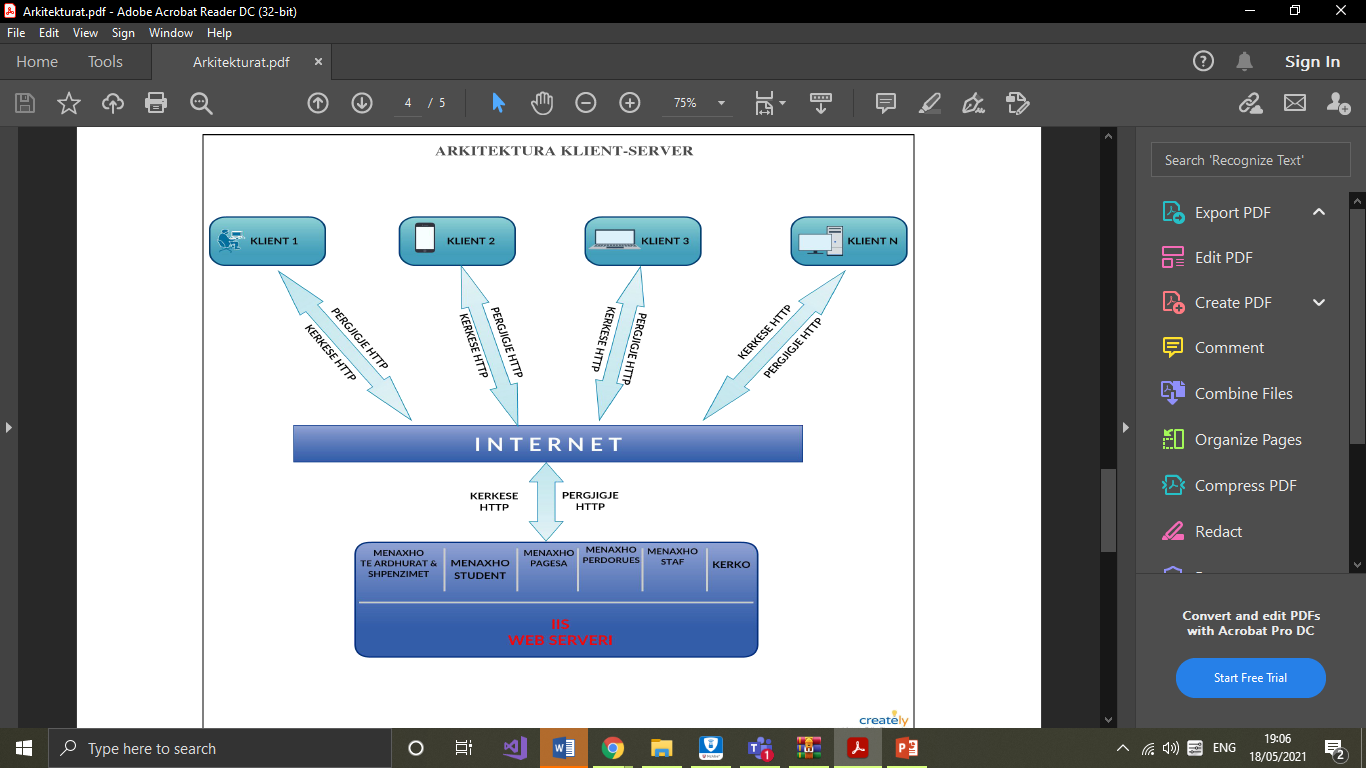 Arkitekturat.pdf - Adobe Acrobat Reader DC (32-bit)
File Edit View Sign Window Help
Home Tools Arkitekturat.pdf × Sign In
4 / 5 75%
ARKITEKTURA KLIENT-SERVER
KLIENT 1
KLIENT 2
KLIENT 3
KLIENT N
PERGJIGJE HTTP
KERKESE HTTP
PERGJIGJE HTTP
KERKESE HTTP
KERKESE HTTP
PERGJIGJE HTTP
KERKESE HTTP
PERGJIGJE HTTP
INTERNET
KERKESE
HTTP
PERGJIGJE
HTTP
MENAXHO
TE ARDHURAT &
SHPENZIMET
MENAXHO
STUDENT
MENAXHO
PAGESA
MENAXHO
PERDORUES
MENAXHO
STAF
KERKO
IIS
WEB SERVERI
creately
Search 'Recognize Text'
Export PDF
Edit PDF
Create PDF
Comment
Combine Files
Organize Pages
Compress PDF
Redact
Convert and edit PDFs
with Acrobat Pro DC
Start Free Trial
Type here to search
1
ENG
19:06
18/05/2021
2